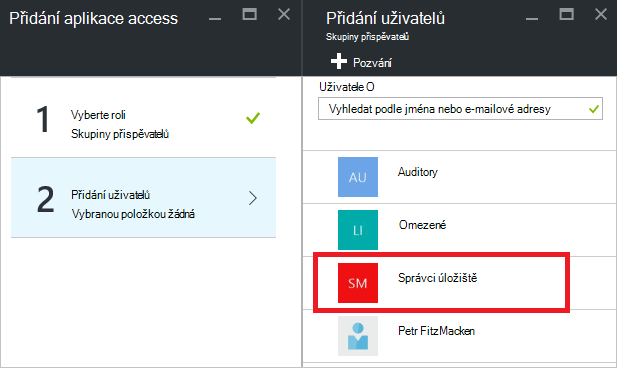 Přidání aplikace access
1
Vyberte roli
Skupiny přispěvatelů
2
Přidání uživatelů
Vybranou položkou žádná
Přidání uživatelů
Skupiny přispěvatelů
Pozvání
Uživatele O
Vyhledat podle jména nebo e-mailové adresy
AU
Auditory
LI
Omezené
SM
Správci úložiště
Petr FitzMacken